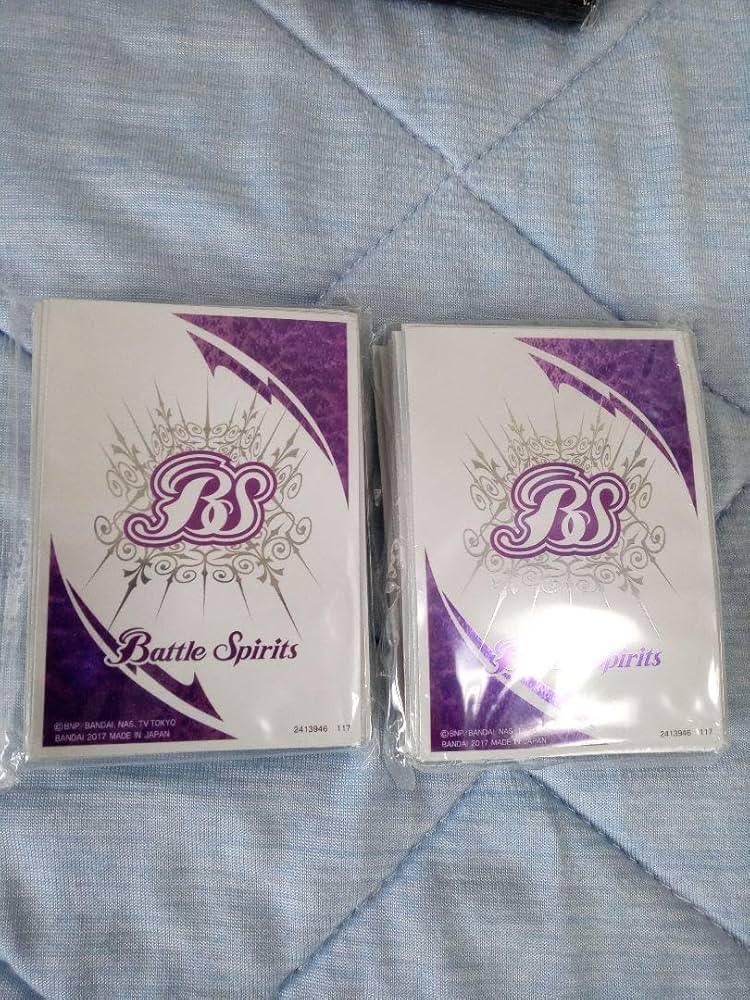 BS
Battle Spirits
©BNP/BANDAI, NAS, TV TOKYO
BANDAI 2017 MADE IN JAPAN
2413946 117
BS
pirits
©BNP/BANDAI, NAS
BANDAI 2017 MADE IN JAPAN
2413946 117